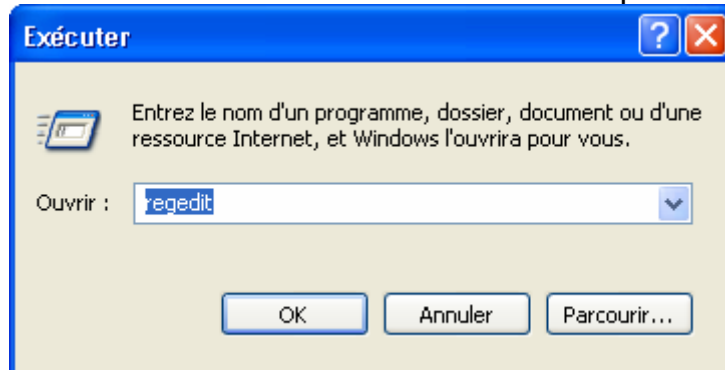 Exécuter
Entrez le nom d'un programme, dossier, document ou d'une
ressource Internet, et Windows l'ouvrira pour vous.
Ouvrir : regedit
OK Annuler Parcourir...